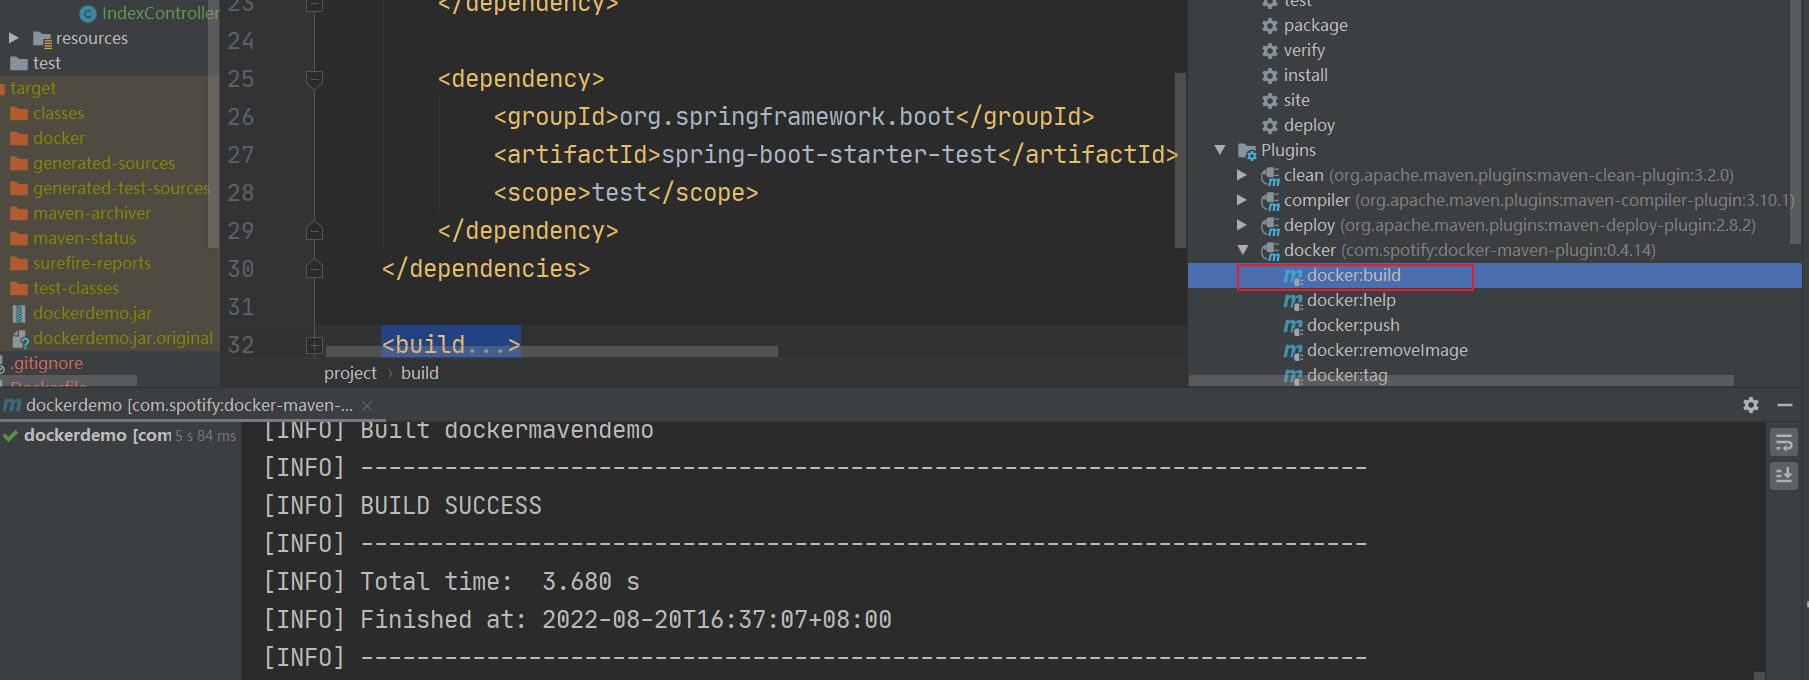 IndexController
resources
test
target
classes
docker
generated-sources
generated-test-sources
maven-archiver
maven-status
surefire-reports
test-classes
dockerdemo.jar
dockerdemo.jar.original
.gitignore
Dockerfile
23 </dependency>
24
25 <dependency>
26 <groupId>org.springframework.boot</groupId>
27 <artifactId>spring-boot-starter-test</artifactId>
28 <scope>test</scope>
29 </dependency>
30 </dependencies>
31
32 <build...>
project › build
test
package
verify
install
site
deploy
Plugins
clean (org.apache.maven.plugins:maven-clean-plugin:3.2.0)
compiler (org.apache.maven.plugins:maven-compiler-plugin:3.10.1)
deploy (org.apache.maven.plugins:maven-deploy-plugin:2.8.2)
docker (com.spotify:docker-maven-plugin:0.4.14)
docker:build
docker:help
docker:push
docker:removeImage
docker:tag
dockerdemo [com.spotify:docker-maven-...
dockerdemo [com 5 s 84 ms
[INFO] Built dockermavendemo
[INFO] ------------------------------------------------------------------------
[INFO] BUILD SUCCESS
[INFO] ------------------------------------------------------------------------
[INFO] Total time:  3.680 s
[INFO] Finished at: 2022-08-20T16:37:07+08:00
[INFO] ------------------------------------------------------------------------